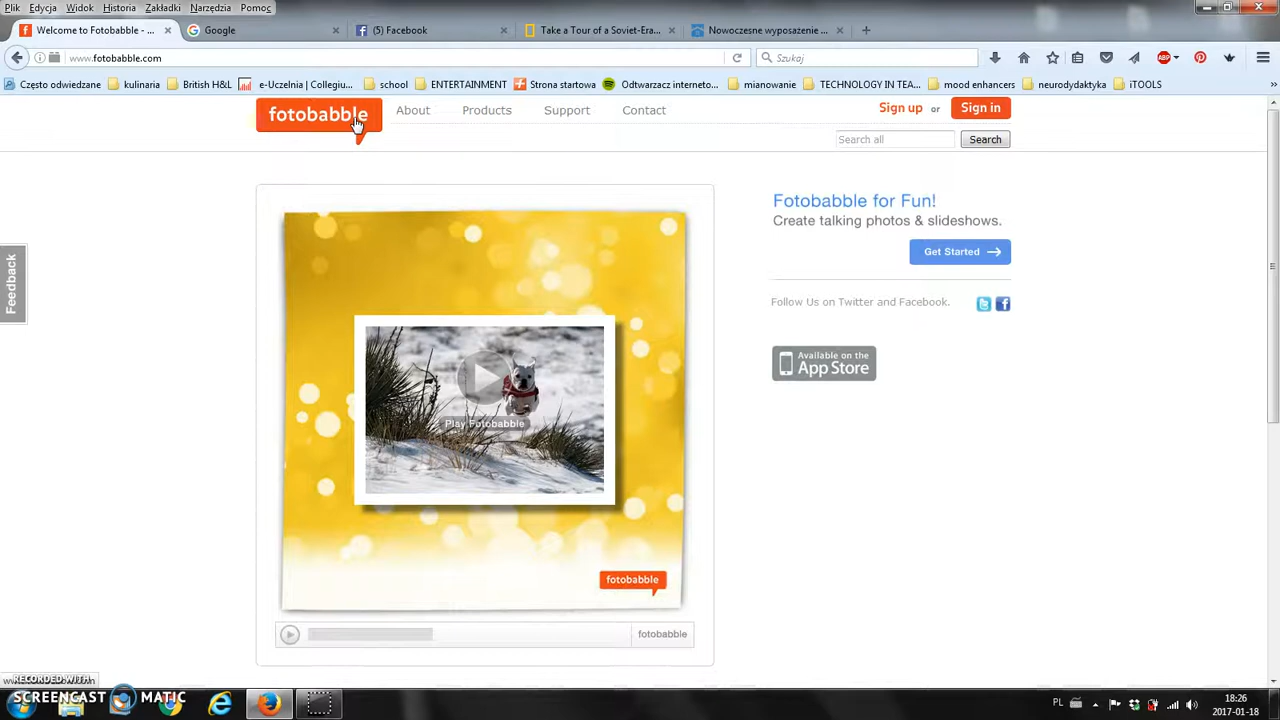 Plik Edycja Widok Historia Zakładki Narzędzia Pomoc
Welcome to Fotobabble - ... Google (5) Facebook Take a Tour of a Soviet-Era... Nowoczesne wyposażenie ...
www.fotobabble.com Szukaj
Często odwiedzane kulinaria British H&L e-Uczelnia ( Collegiu... school ENTERTAINMENT Strona startowa Odtwarzacz interneto... mianowanie TECHNOLOGY IN TEA... mood enhancers neurodydaktyka iTOOLS
fotobabble About Products Support Contact Sign up or Sign in
Search all Search
Fotobabble for Fun!
Create talking photos & slideshows.
Get Started
Feedback
Follow Us on Twitter and Facebook.
Available on the
App Store
Play Fotobabble
fotobabble
fotobabble
RECORDED WITH
SCREENCAST MATIC
PL 18:26
2017-01-18